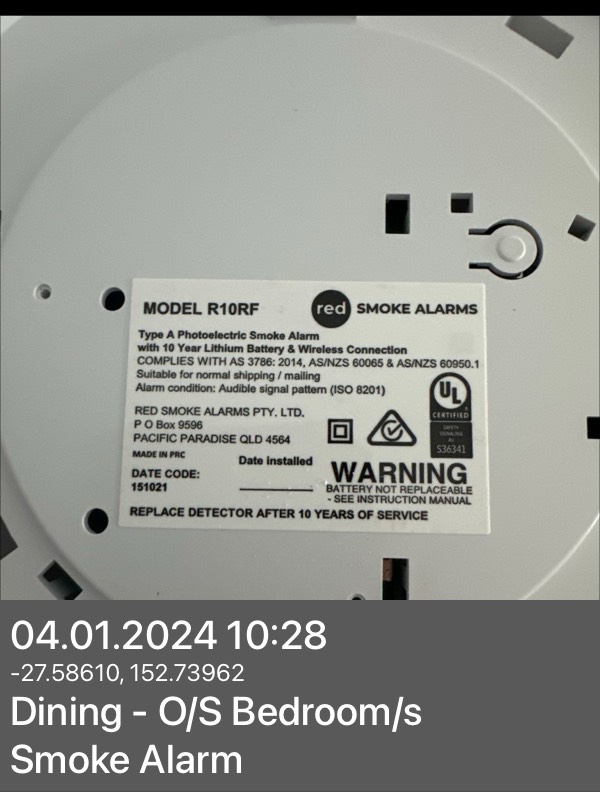 MODEL R10RF
red SMOKE ALARMS
Type A Photoelectric Smoke Alarm
with 10 Year Lithium Battery & Wireless Connection
COMPLIES WITH AS 3786: 2014, AS/NZS 60065 & AS/NZS 60950.1
Suitable for normal shipping / mailing
Alarm condition: Audible signal pattern (ISO 8201)
UL
CERTIFIED
SAFETY
SIGNALING
AS
S36341
RED SMOKE ALARMS PTY. LTD.
P O Box 9596
PACIFIC PARADISE QLD 4564
MADE IN PRC
Date installed
DATE CODE:
151021
WARNING
BATTERY NOT REPLACEABLE
- SEE INSTRUCTION MANUAL
REPLACE DETECTOR AFTER 10 YEARS OF SERVICE
04.01.2024 10:28
-27.58610, 152.73962
Dining - O/S Bedroom/s
Smoke Alarm